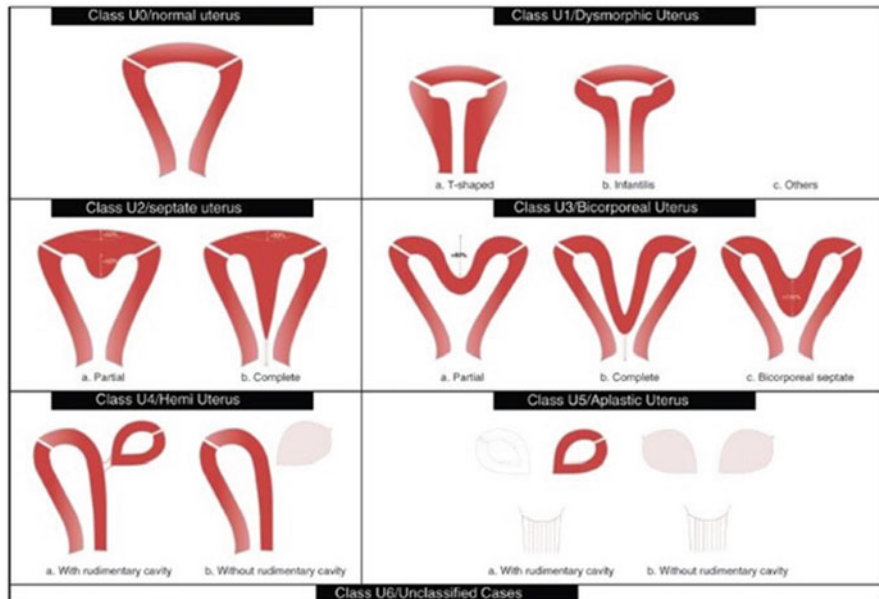 Class U0/normal uterus
Class U1/Dysmorphic Uterus
a. T-shaped
b. Infantilis
c. Others
Class U2/septate uterus
Class U3/Bicorporeal Uterus
a. Partial
b. Complete
a. Partial
b. Complete
c. Bicorporeal septate
Class U4/Hemi Uterus
Class U5/Aplastic Uterus
a. With rudimentary cavity
b. Without rudimentary cavity
a. With rudimentary cavity
b. Without rudimentary cavity
Class U6/Unclassified Cases